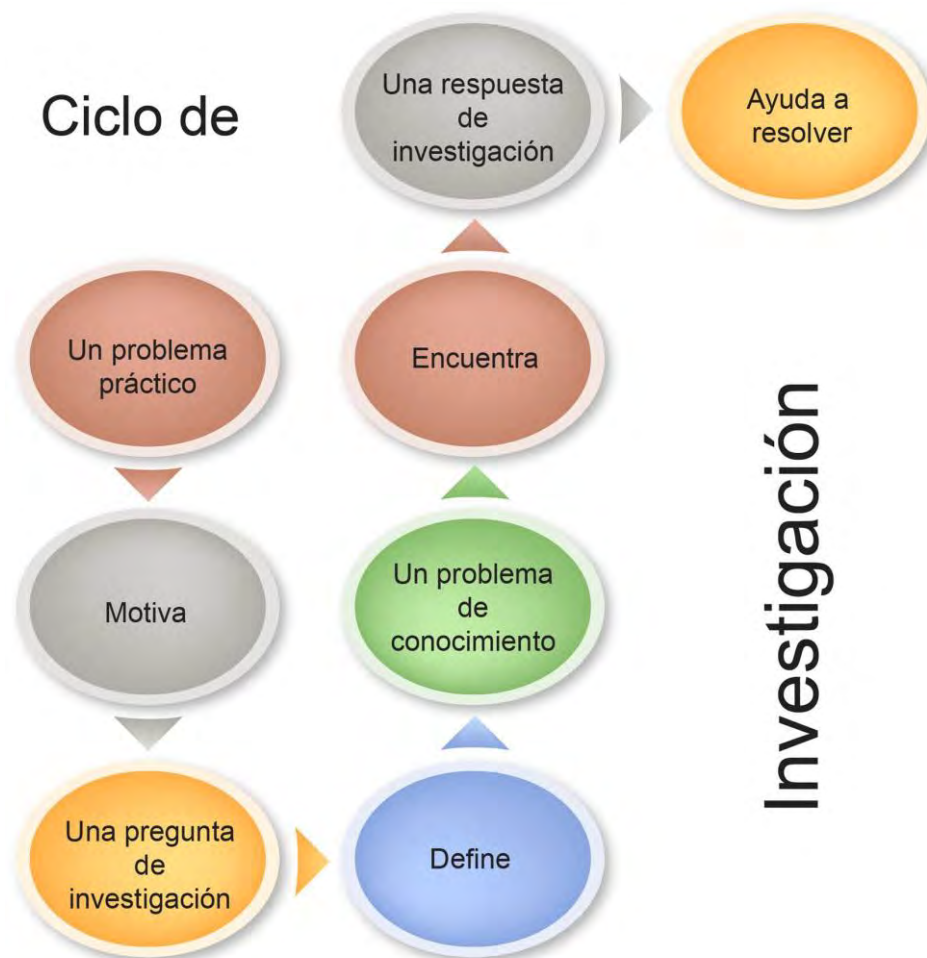 Ciclo de
Investigación
Un problema
práctico
Motiva
Una pregunta
de
investigación
Define
Un problema
de
conocimiento
Encuentra
Una respuesta
de
investigación
Ayuda a
resolver